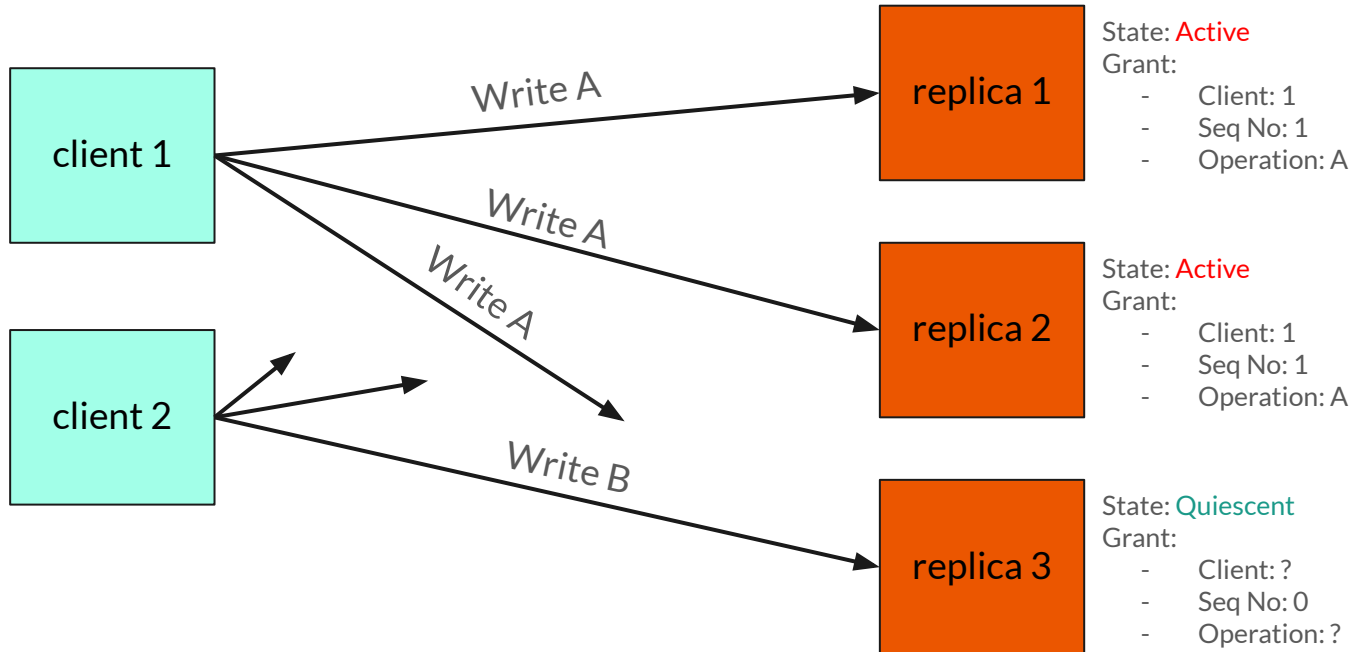 client 1
client 2
Write A
Write A
Write A
Write B
replica 1
State: Active
Grant:
- Client: 1
- Seq No: 1
- Operation: A
replica 2
State: Active
Grant:
- Client: 1
- Seq No: 1
- Operation: A
replica 3
State: Quiescent
Grant:
- Client: ?
- Seq No: 0
- Operation: ?